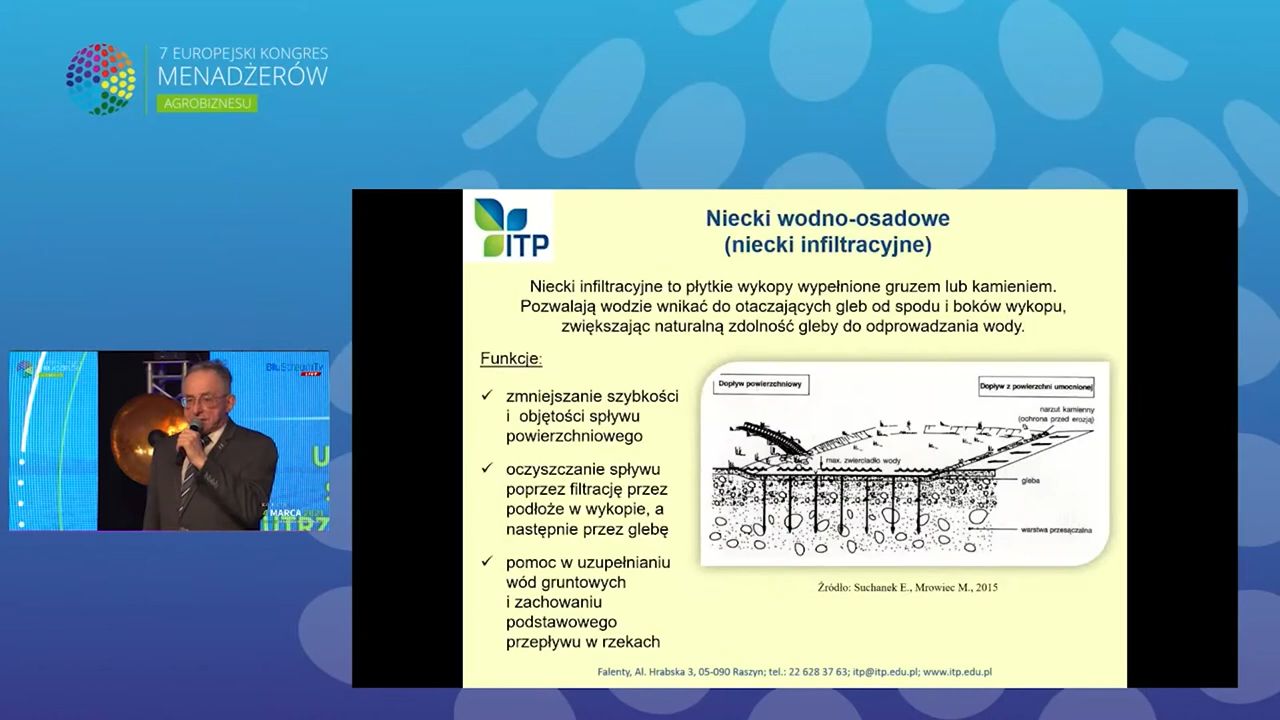 7 EUROPEJSKI KONGRES
MENADŻERÓW
AGROBIZNESU
ITP
Niecki wodno-osadowe
(niecki infiltracyjne)
Niecki infiltracyjne to płytkie wykopy wypełnione gruzem lub kamieniem.
Pozwalają wodzie wnikać do otaczających gleb od spodu i boków wykopu,
zwiększając naturalną zdolność gleby do odprowadzania wody.
Funkcje:
✓ zmniejszanie szybkości
i objętości spływu
powierzchniowego
✓ oczyszczanie spływu
poprzez filtrację przez
podłoże w wykopie, a
następnie przez glebę
✓ pomoc w uzupełnianiu
wód gruntowych
i zachowaniu
podstawowego
przepływu w rzekach
Dopływ powierzchniowy
Dopływ z powierzchni umocnionej
narzut kamienny
(ochrona przed erozją)
max. zwierciadło wody
gleba
warstwa przesączalna
Źródło: Suchanek E., Mrowiec M., 2015
Falenty, Al. Hrabska 3, 05-090 Raszyn; tel.: 22 628 37 63; itp@itp.edu.pl; www.itp.edu.pl
BluStreamTv
LIVE
MARCA
UTRZ